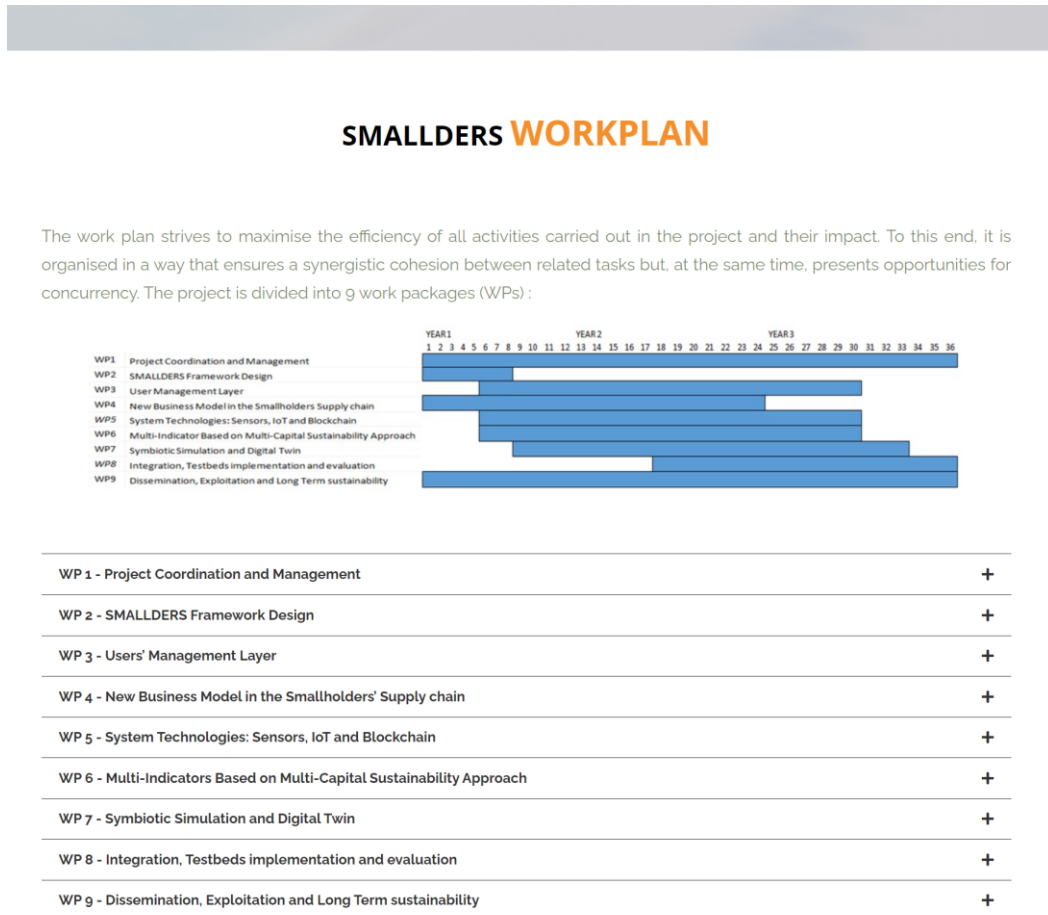 SMALLDERS WORKPLAN
The work plan strives to maximise the efficiency of all activities carried out in the project and their impact. To this end, it is
organised in a way that ensures a synergistic cohesion between related tasks but, at the same time, presents opportunities for
concurrency. The project is divided into 9 work packages (WPs) :
YEAR1 YEAR2 YEAR3
1 2 3 4 5 6 7 8 9 10 11 12 13 14 15 16 17 18 19 20 21 22 23 24 25 26 27 28 29 30 31 32 33 34 35 36
WP1 Project Coordination and Management
WP2 SMALLDERS Framework Design
WP3 User Management Layer
WP4 New Business Model in the Smallholders Supply chain
WP5 System Technologies: Sensors, IoT and Blockchain
WP6 Multi-Indicator Based on Multi-Capital Sustainability Approach
WP7 Symbiotic Simulation and Digital Twin
WP8 Integration, Testbeds implementation and evaluation
WP9 Dissemination, Exploitation and Long Term sustainability
WP 1 - Project Coordination and Management +
WP 2 - SMALLDERS Framework Design +
WP 3 - Users' Management Layer +
WP 4 - New Business Model in the Smallholders' Supply chain +
WP 5 - System Technologies: Sensors, IoT and Blockchain +
WP 6 - Multi-Indicators Based on Multi-Capital Sustainability Approach +
WP 7 - Symbiotic Simulation and Digital Twin +
WP 8 - Integration, Testbeds implementation and evaluation +
WP 9 - Dissemination, Exploitation and Long Term sustainability +